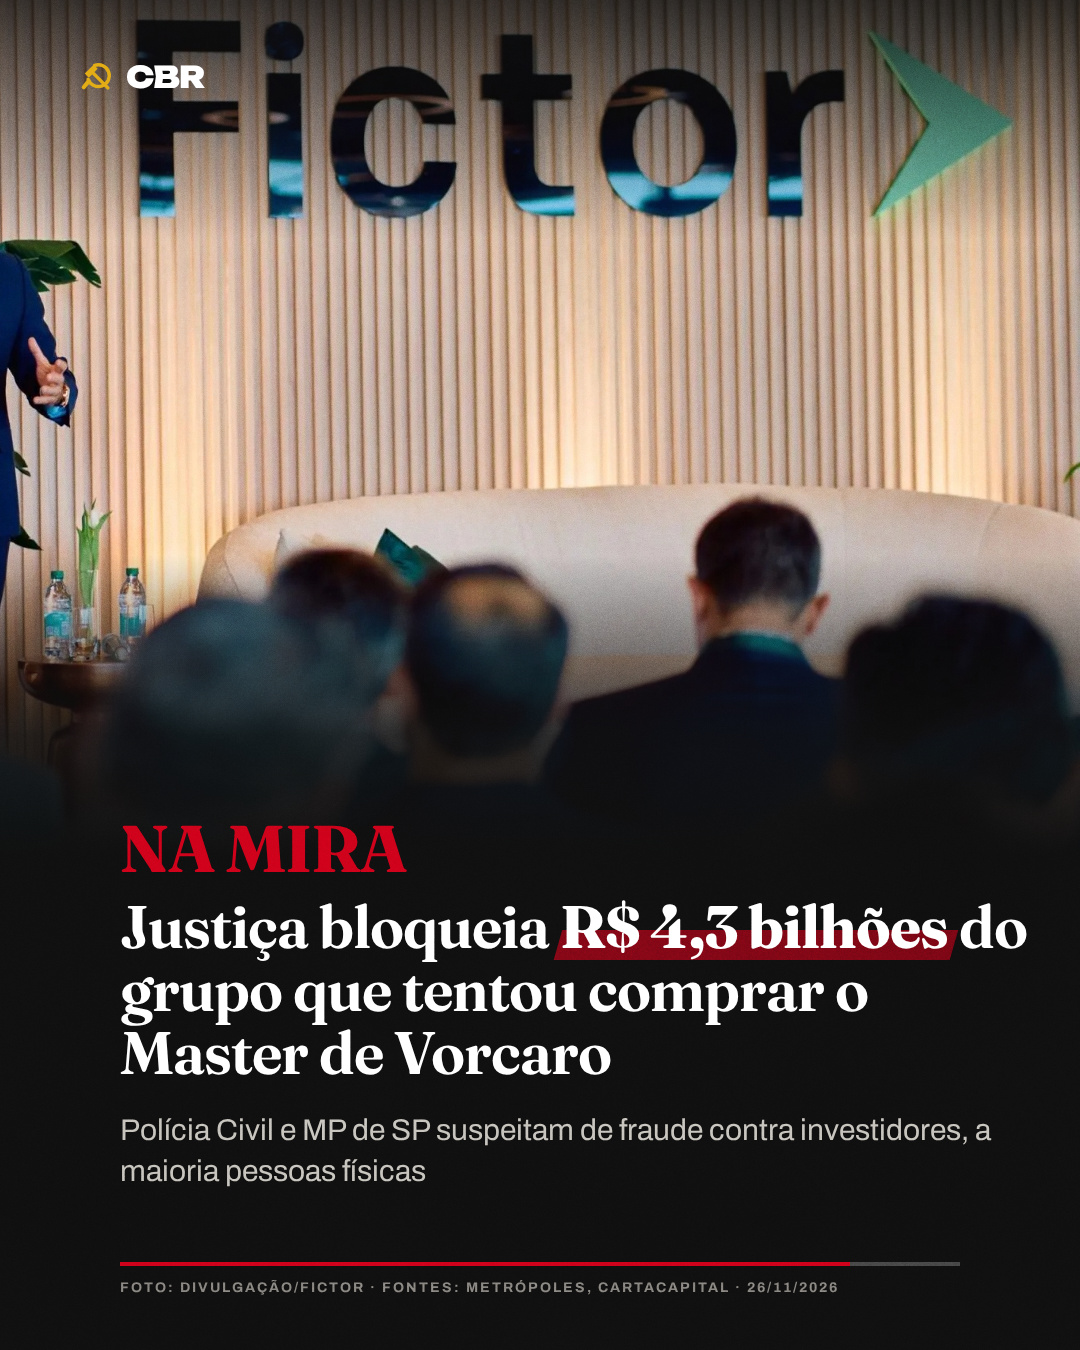 Fictor
CBR
NA MIRA
Justiça bloqueia R$ 4,3 bilhões do
grupo que tentou comprar o
Master de Vorcaro
Polícia Civil e MP de SP suspeitam de fraude contra investidores, a
maioria pessoas físicas
FOTO: DIVULGAÇÃO/FICTOR · FONTES: METRÓPOLES, CARTACAPITAL · 26/11/2026